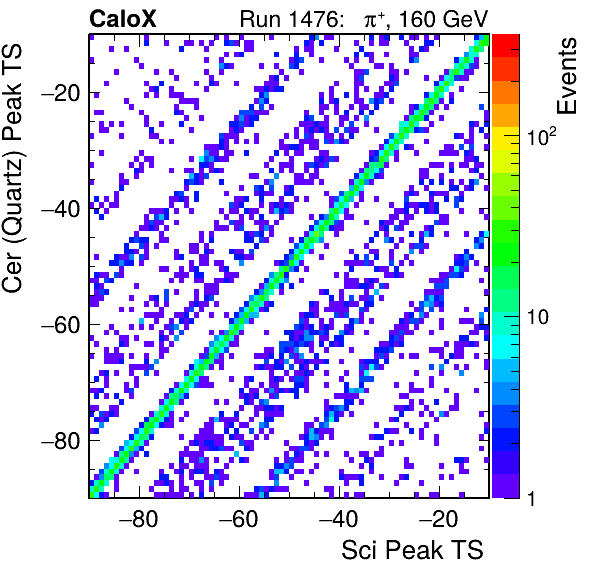 CaloX Run 1476: π⁺, 160 GeV
Cer (Quartz) Peak TS
−20
−40
−60
−80
−80 −60 −40 −20
Sci Peak TS
Events
10²
10
1